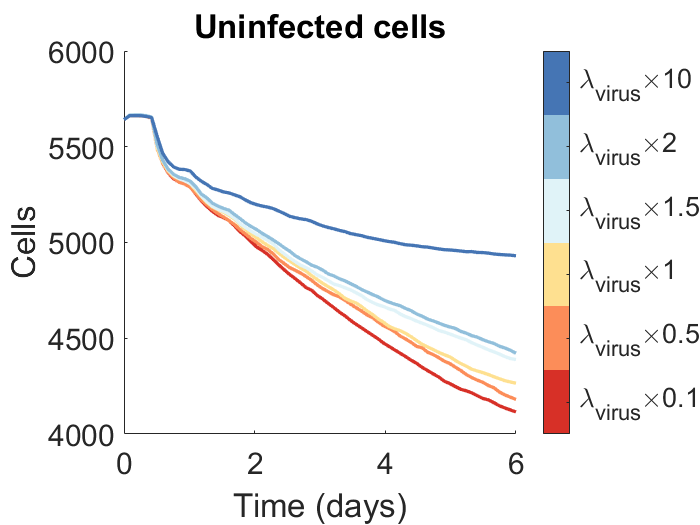 Uninfected cells
6000
5500
5000
4500
4000
Cells
0
2
4
6
Time (days)
λvirus×10
λvirus×2
λvirus×1.5
λvirus×1
λvirus×0.5
λvirus×0.1